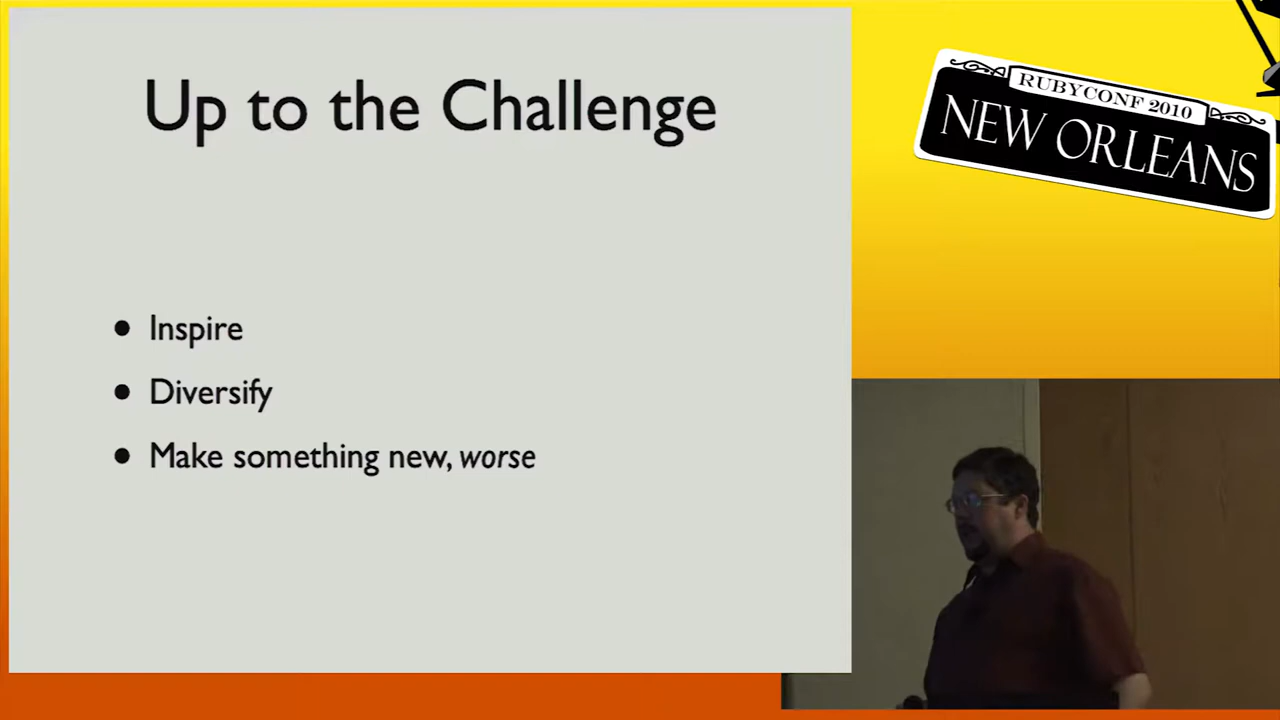 Up to the Challenge
RUBYCONF 2010
NEW ORLEANS
• Inspire
• Diversify
• Make something new, worse